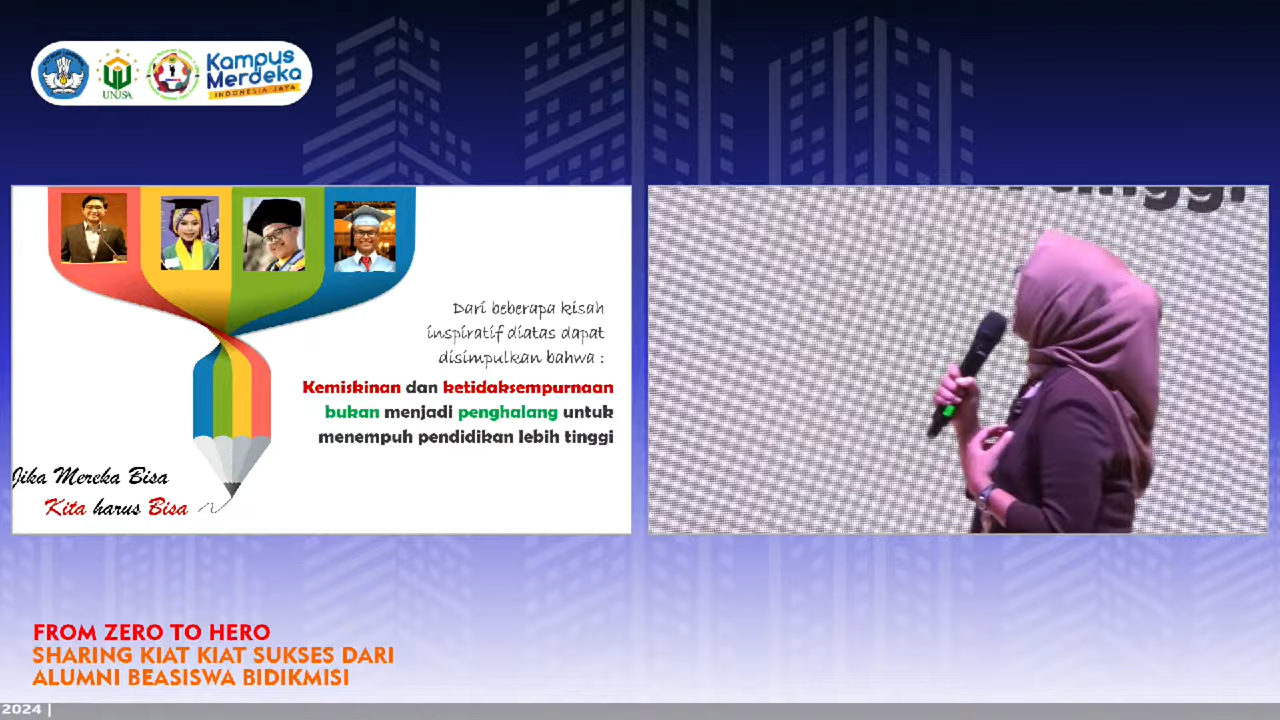 UNUSA
Kampus
Merdeka
INDONESIA JAYA
Dari beberapa kisah
inspiratif diatas dapat
disimpulkan bahwa :
Kemiskinan dan ketidaksempurnaan
bukan menjadi penghalang untuk
menempuh pendidikan lebih tinggi
Jika Mereka Bisa
Kita harus Bisa
FROM ZERO TO HERO
SHARING KIAT KIAT SUKSES DARI
ALUMNI BEASISWA BIDIKMISI
2024 |